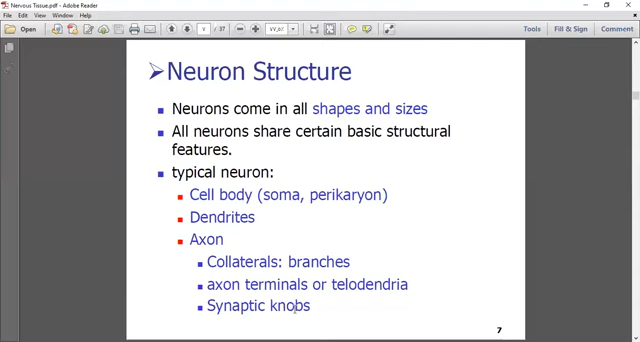 Nervous Tissue.pdf - Adobe Reader
File Edit View Window Help
Open
/ 37
Tools
Fill & Sign
Comment
Neuron Structure
Neurons come in all shapes and sizes
All neurons share certain basic structural
features.
typical neuron:
Cell body (soma, perikaryon)
Dendrites
Axon
Collaterals: branches
axon terminals or telodendria
Synaptic knobs
7